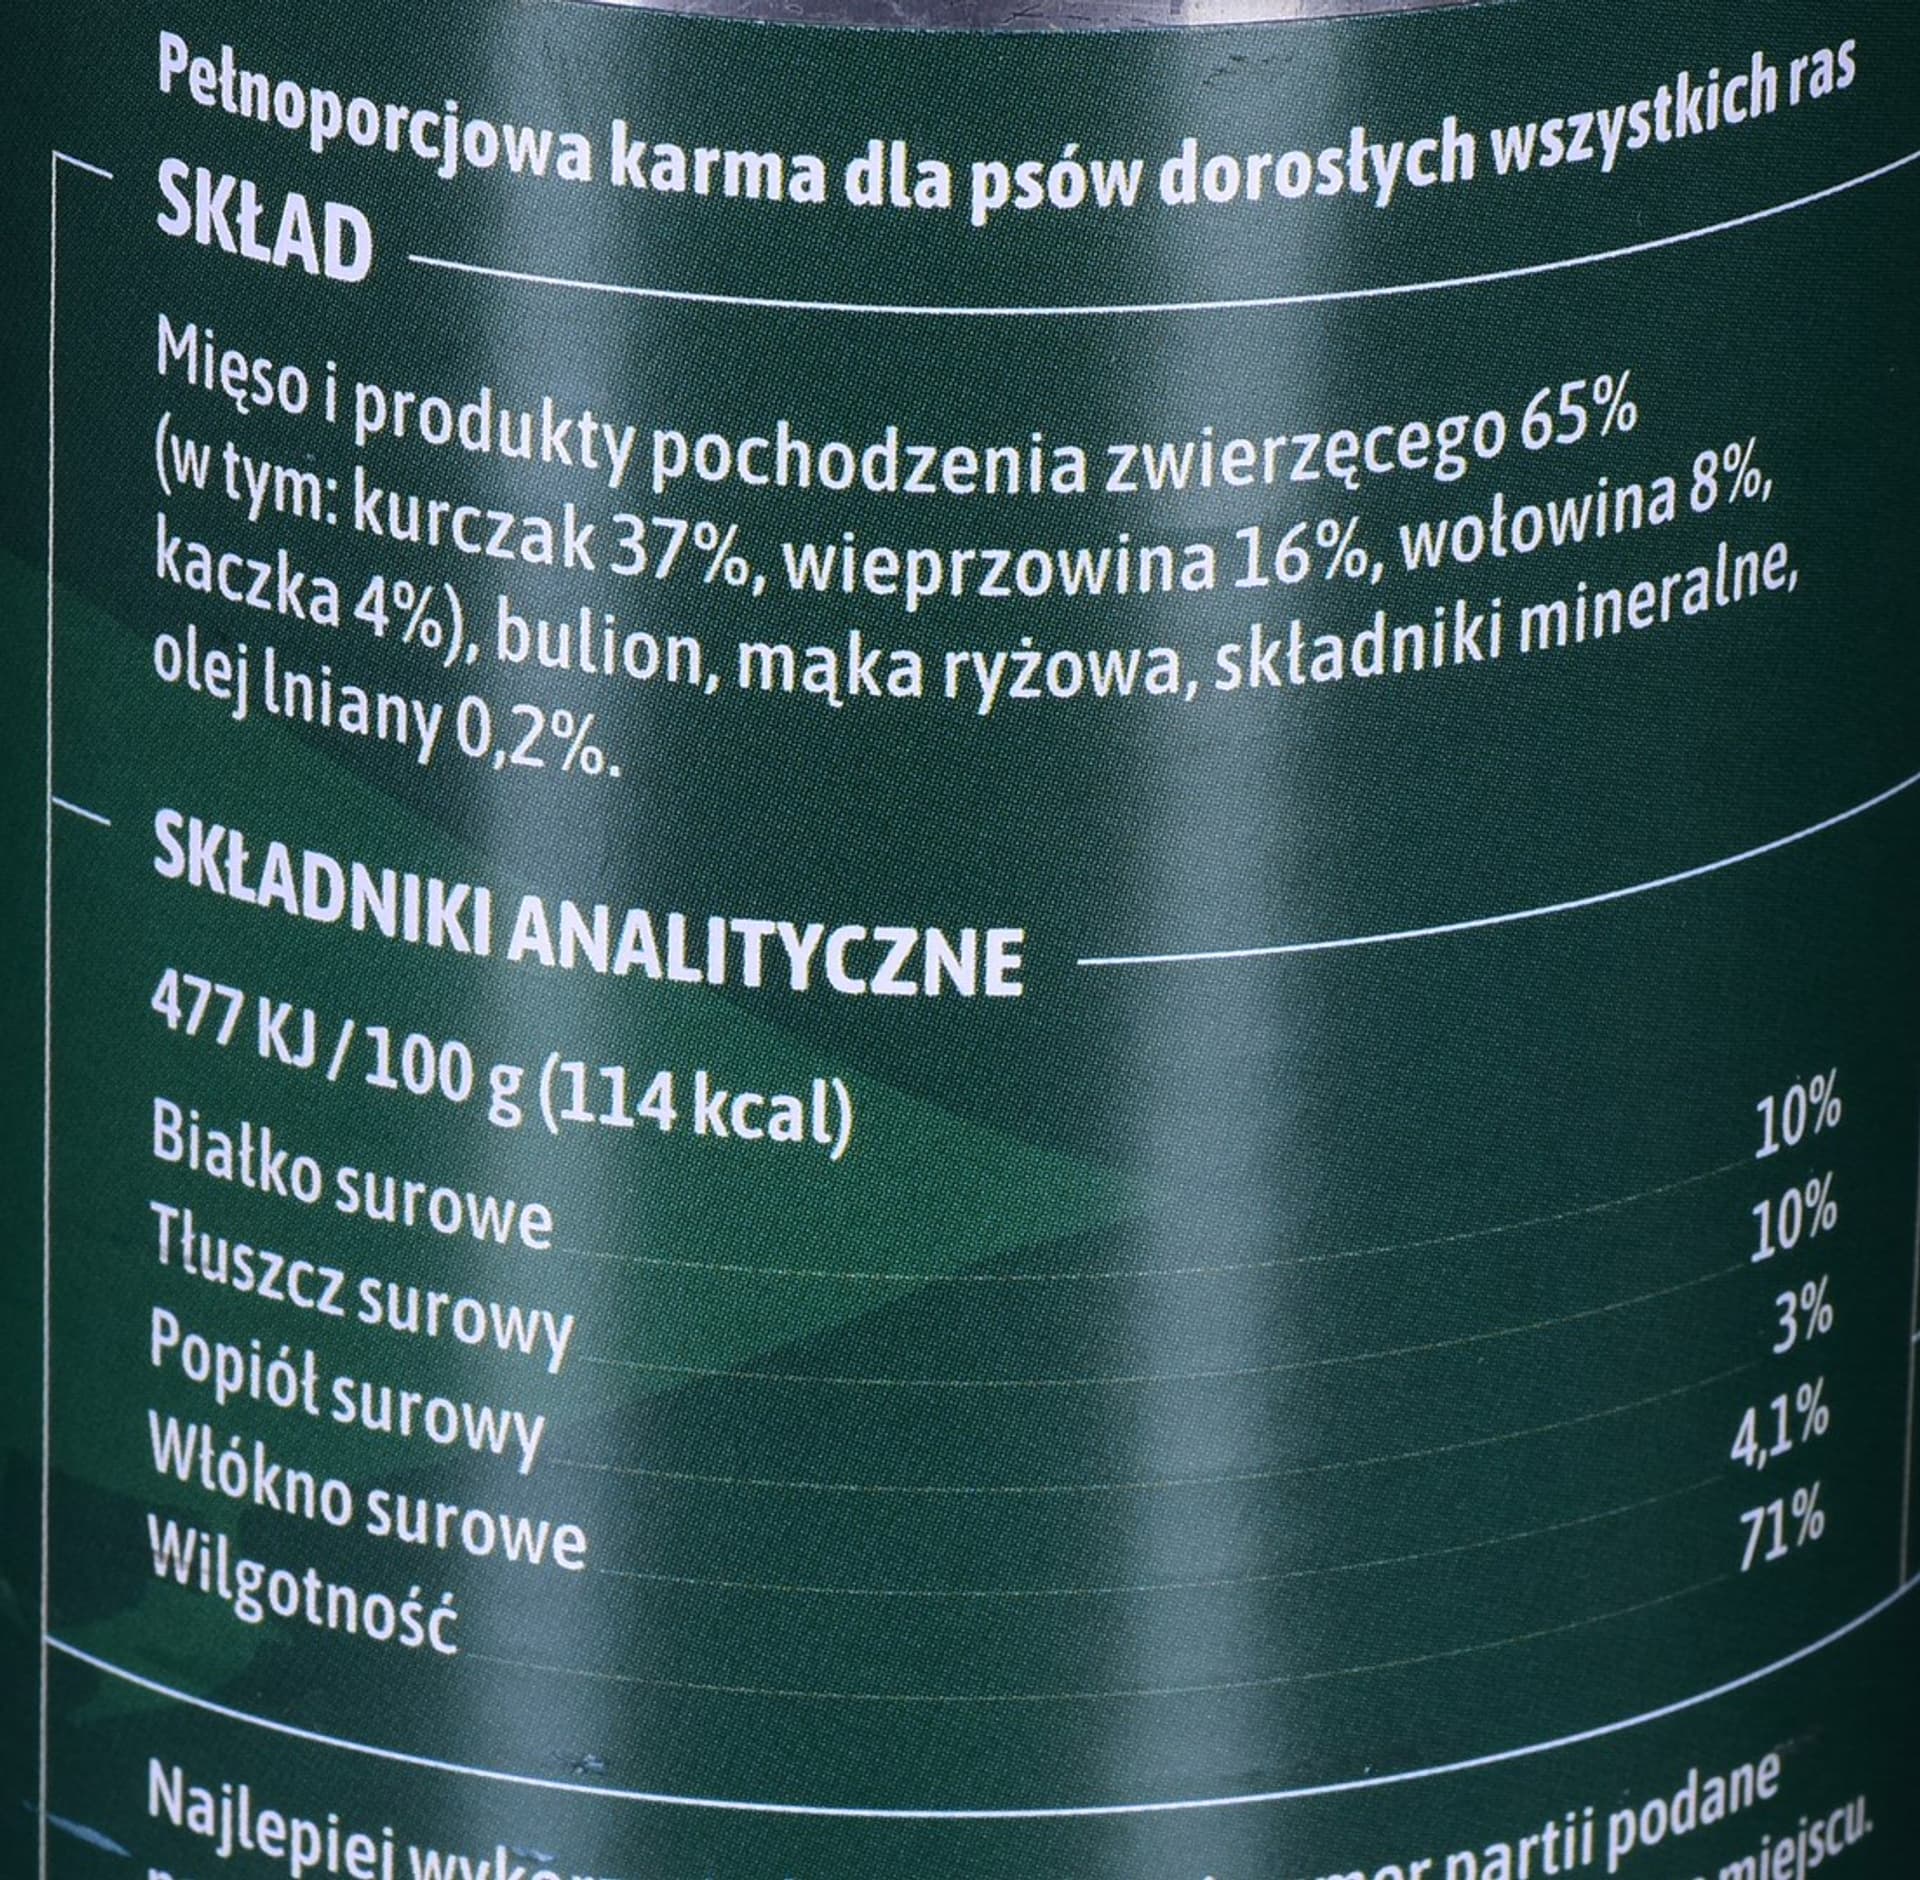 Pełnoporcjowa karma dla psów dorosłych wszystkich ras
SKŁAD
Mięso i produkty pochodzenia zwierzęcego 65%
(w tym: kurczak 37%, wieprzowina 16%, wołowina 8%,
kaczka 4%), bulion, mąka ryżowa, składniki mineralne,
olej lniany 0,2%.
SKŁADNIKI ANALITYCZNE
477 KJ / 100 g (114 kcal)
Białko surowe 10%
Tłuszcz surowy 10%
Popiół surowy 3%
Włókno surowe 4,1%
Wilgotność 71%
Najlepiej partii podane
miejscu.